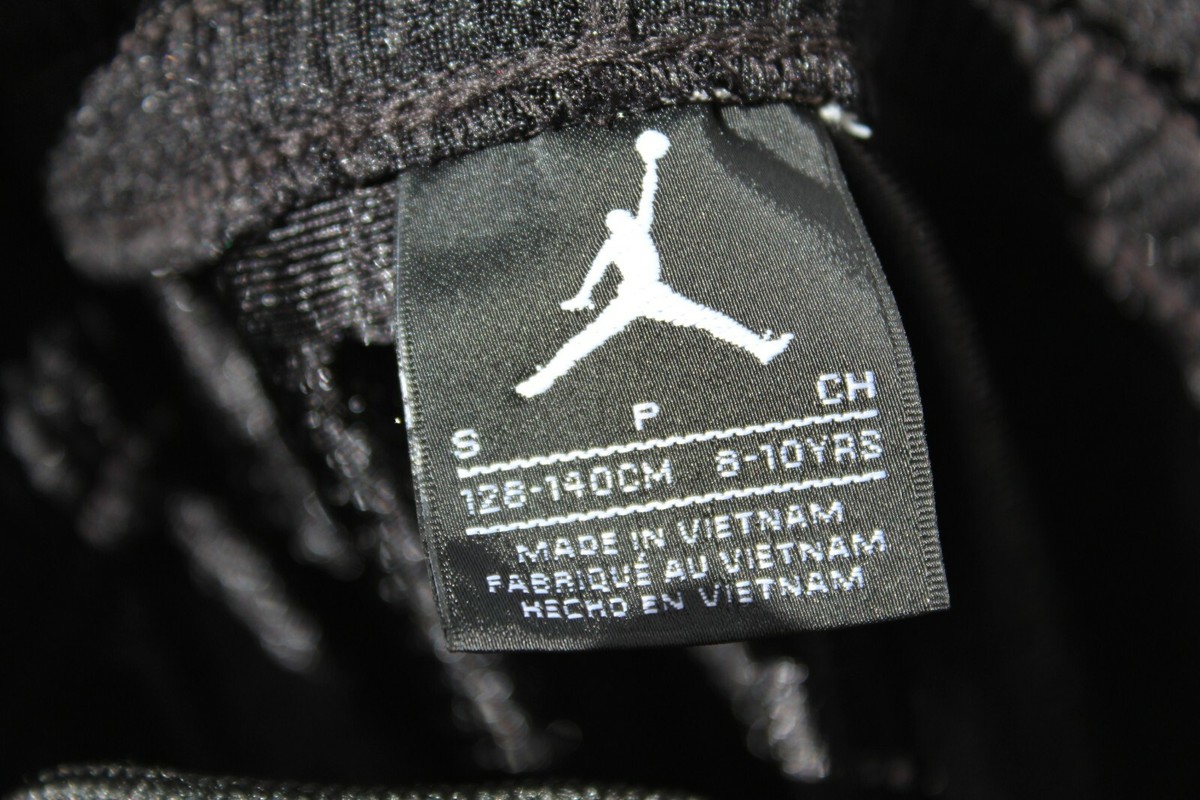 S P CH
128-140CM 8-10YRS
MADE IN VIETNAM
FABRIQUÉ AU VIETNAM
HECHO EN VIETNAM